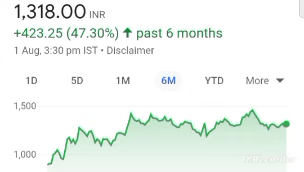 1,318.00 INR
+423.25 (47.30%) ↑ past 6 months
1 Aug, 3:30 pm IST • Disclaimer
1D 5D 1M 6M YTD More
1,500
1,000